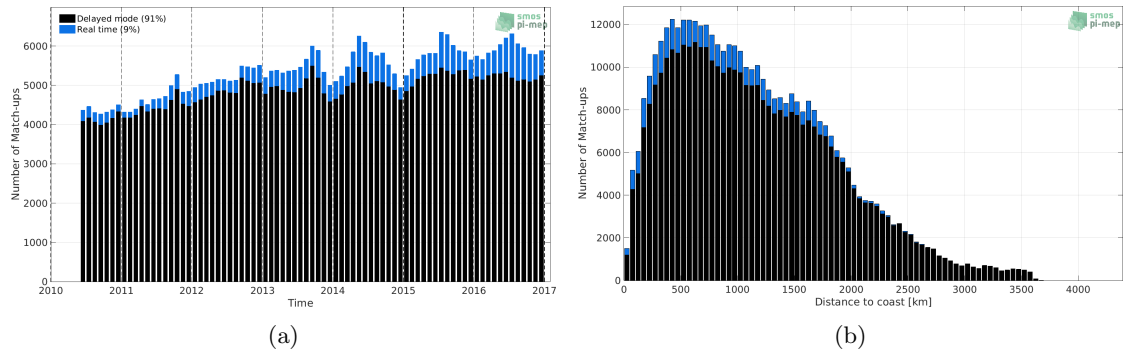 Delayed mode (91%)
Real time (9%)
smos
pi-mep
Number of Match-ups
6000
5000
4000
3000
2000
1000
0
2010 2011 2012 2013 2014 2015 2016 2017
Time
(a)
smos
pi-mep
Number of Match-ups
12000
10000
8000
6000
4000
2000
0
0 500 1000 1500 2000 2500 3000 3500 4000
Distance to coast [km]
(b)